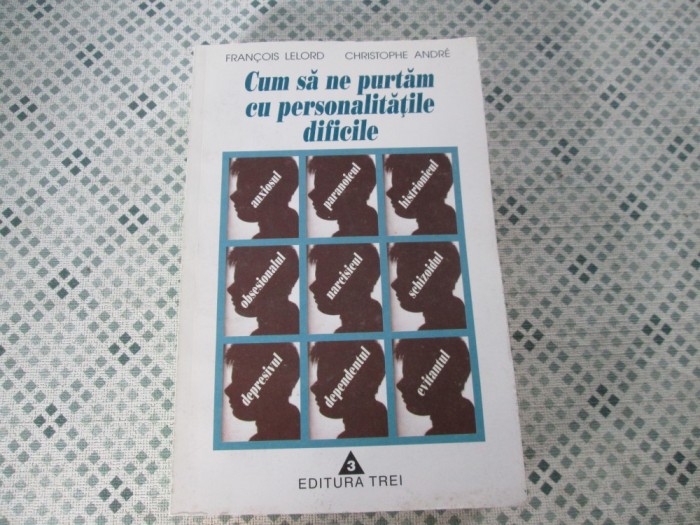 FRANÇOIS LELORD CHRISTOPHE ANDRÉ
Cum să ne purtăm
cu personalitățile
dificile
anxiosul
paranoicul
histrionicul
obsesionalul
narcisicul
schizoidul
depresivul
dependentul
evitantul
3
EDITURA TREI